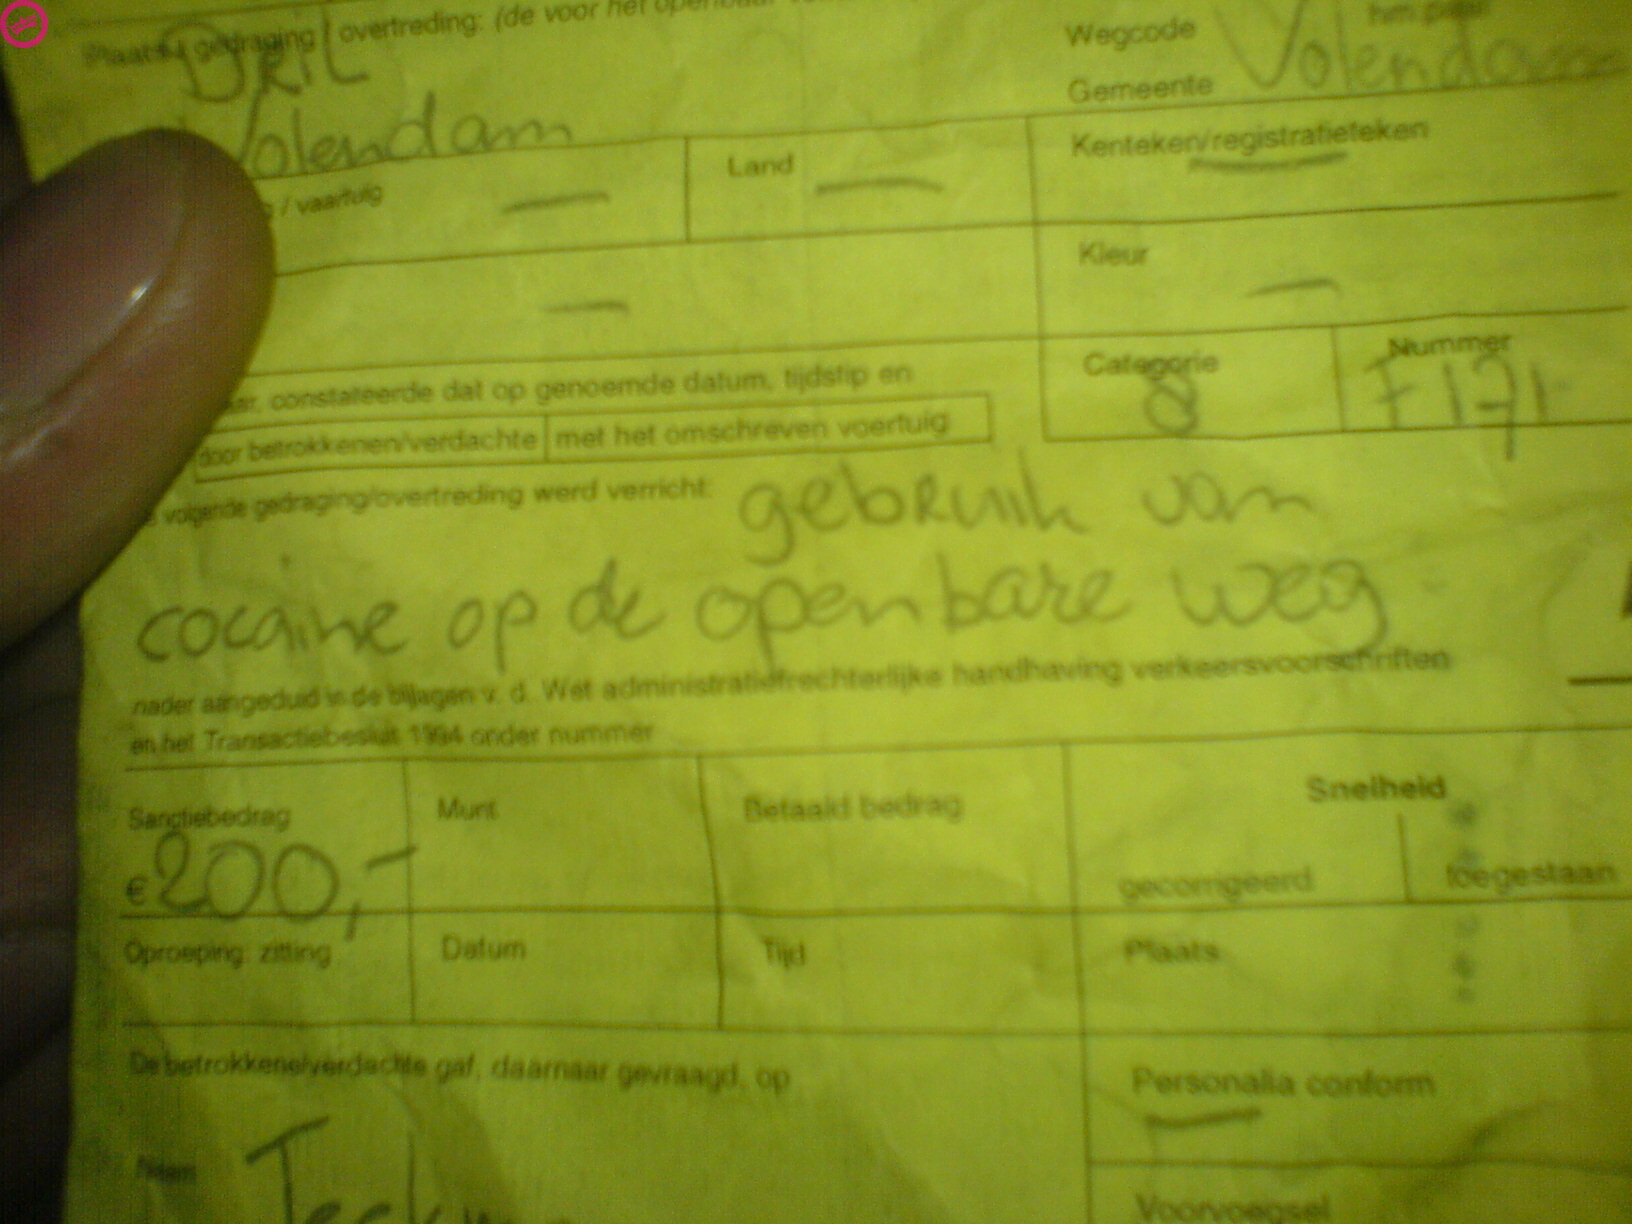 Plaats gedraging / overtreding: (de voor het openbaar
Dril
Volendam
Wegcode
Gemeente Volendam
/ vaartuig
Land
Kenteken/registratieteken
Kleur
constateerde dat op genoemde datum, tijdstip en
door betrokkenen/verdachte met het omschreven voertuig
Categorie 8
Nummer F171
volgende gedraging/overtreding werd verricht: gebruik van
cocaine op de openbare weg
nader aangeduid in de bijlagen v. d. Wet administratiefrechterlijke handhaving verkeersvoorschriften
en het Transactiebesluit 1994 onder nummer
Sanctiebedrag
€ 200,-
Munt
Betaald bedrag
Snelheid
gecorrigeerd
toegestaan
Oproeping: zitting
Datum
Tijd
Plaats
De betrokkene/verdachte gaf, daarnaar gevraagd, op
Personalia conform
Naam
Voorvoegsel